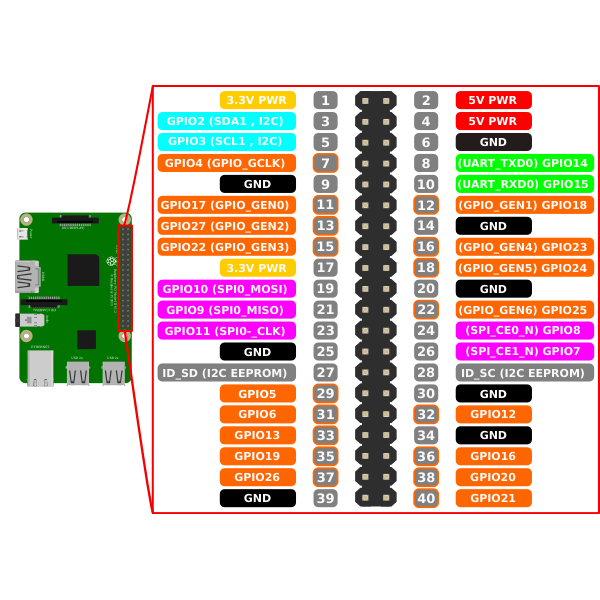 3.3V PWR 1 2 5V PWR
GPIO2 (SDA1 , I2C) 3 4 5V PWR
GPIO3 (SCL1 , I2C) 5 6 GND
GPIO4 (GPIO_GCLK) 7 8 (UART_TXD0) GPIO14
GND 9 10 (UART_RXD0) GPIO15
GPIO17 (GPIO_GEN0) 11 12 (GPIO_GEN1) GPIO18
GPIO27 (GPIO_GEN2) 13 14 GND
GPIO22 (GPIO_GEN3) 15 16 (GPIO_GEN4) GPIO23
3.3V PWR 17 18 (GPIO_GEN5) GPIO24
GPIO10 (SPI0_MOSI) 19 20 GND
GPIO9 (SPI0_MISO) 21 22 (GPIO_GEN6) GPIO25
GPIO11 (SPI0-_CLK) 23 24 (SPI_CE0_N) GPIO8
GND 25 26 (SPI_CE1_N) GPIO7
ID_SD (I2C EEPROM) 27 28 ID_SC (I2C EEPROM)
GPIO5 29 30 GND
GPIO6 31 32 GPIO12
GPIO13 33 34 GND
GPIO19 35 36 GPIO16
GPIO26 37 38 GPIO20
GND 39 40 GPIO21